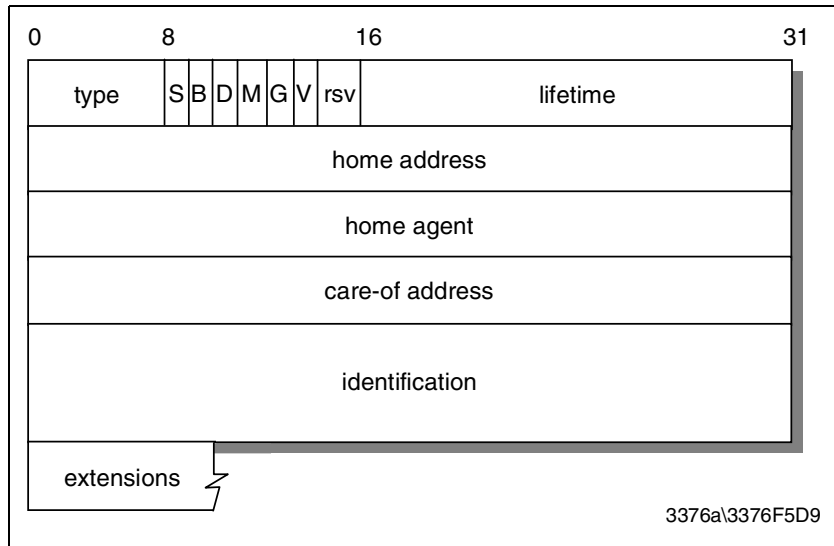 0 8 16 31
type S B D M G V rsv lifetime
home address
home agent
care-of address
identification
extensions
3376a\3376F5D9